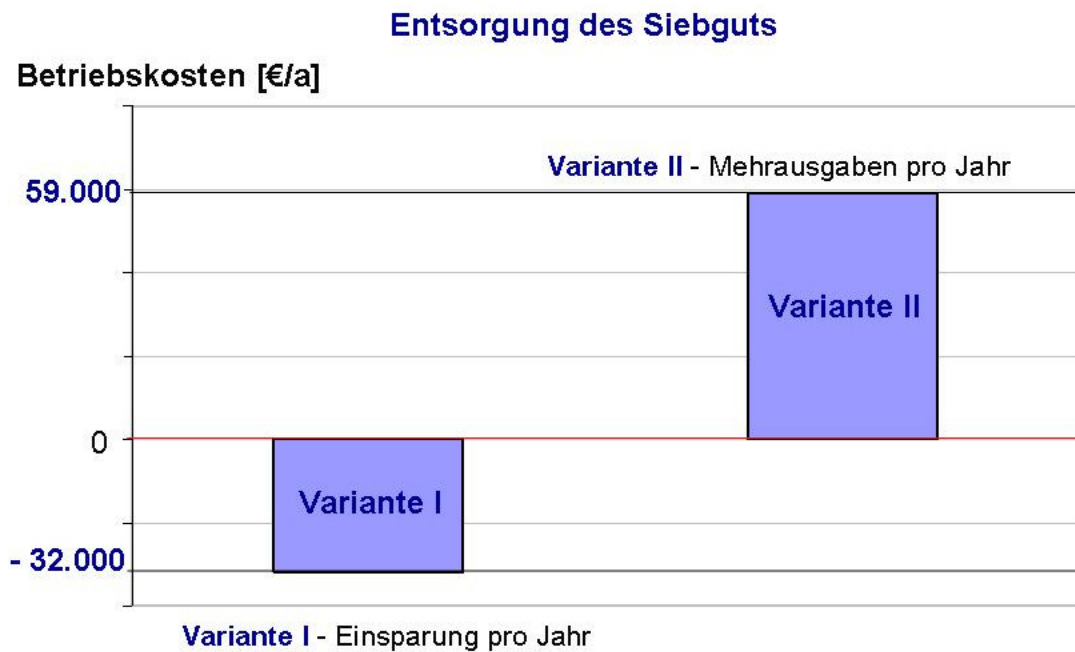 Entsorgung des Siebguts
Betriebskosten [€/a]
Variante II - Mehrausgaben pro Jahr
59.000
Variante II
0
Variante I
- 32.000
Variante I - Einsparung pro Jahr